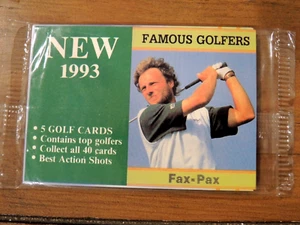 NEW
1993
• 5 GOLF CARDS
• Contains top golfers
• Collect all 40 cards
• Best Action Shots
FAMOUS GOLFERS
Fax-Pax